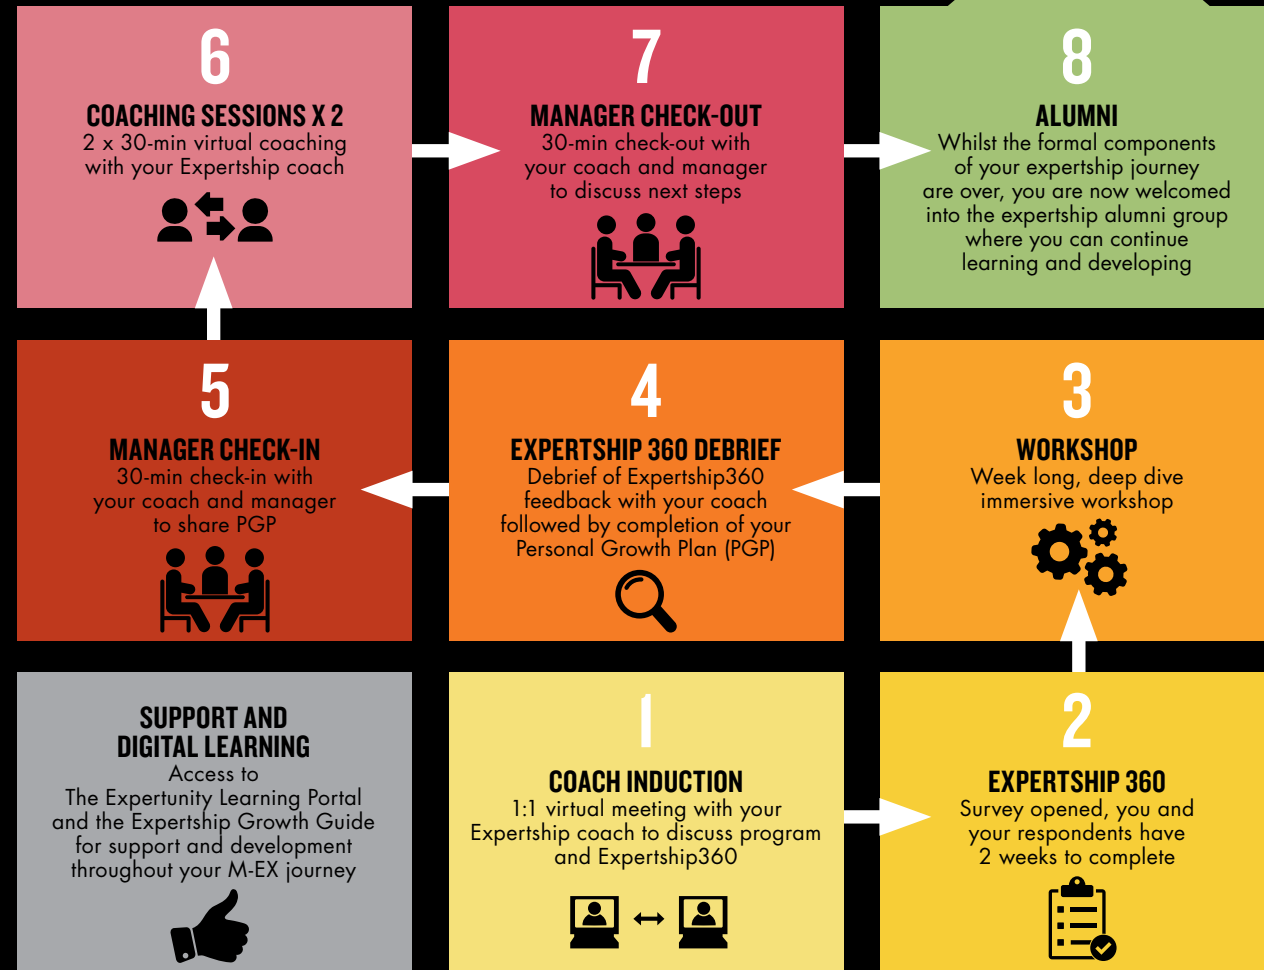 6
COACHING SESSIONS X 2
2 x 30-min virtual coaching
with your Expertship coach
7
MANAGER CHECK-OUT
30-min check-out with
your coach and manager
to discuss next steps
8
ALUMNI
Whilst the formal components
of your expertship journey
are over, you are now welcomed
into the expertship alumni group
where you can continue
learning and developing
5
MANAGER CHECK-IN
30-min check-in with
your coach and manager
to share PGP
4
EXPERTSHIP 360 DEBRIEF
Debrief of Expertship360
feedback with your coach
followed by completion of your
Personal Growth Plan (PGP)
3
WORKSHOP
Week long, deep dive
immersive workshop
SUPPORT AND
DIGITAL LEARNING
Access to
The Expertunity Learning Portal
and the Expertship Growth Guide
for support and development
throughout your M-EX journey
1
COACH INDUCTION
1:1 virtual meeting with your
Expertship coach to discuss program
and Expertship360
2
EXPERTSHIP 360
Survey opened, you and
your respondents have
2 weeks to complete